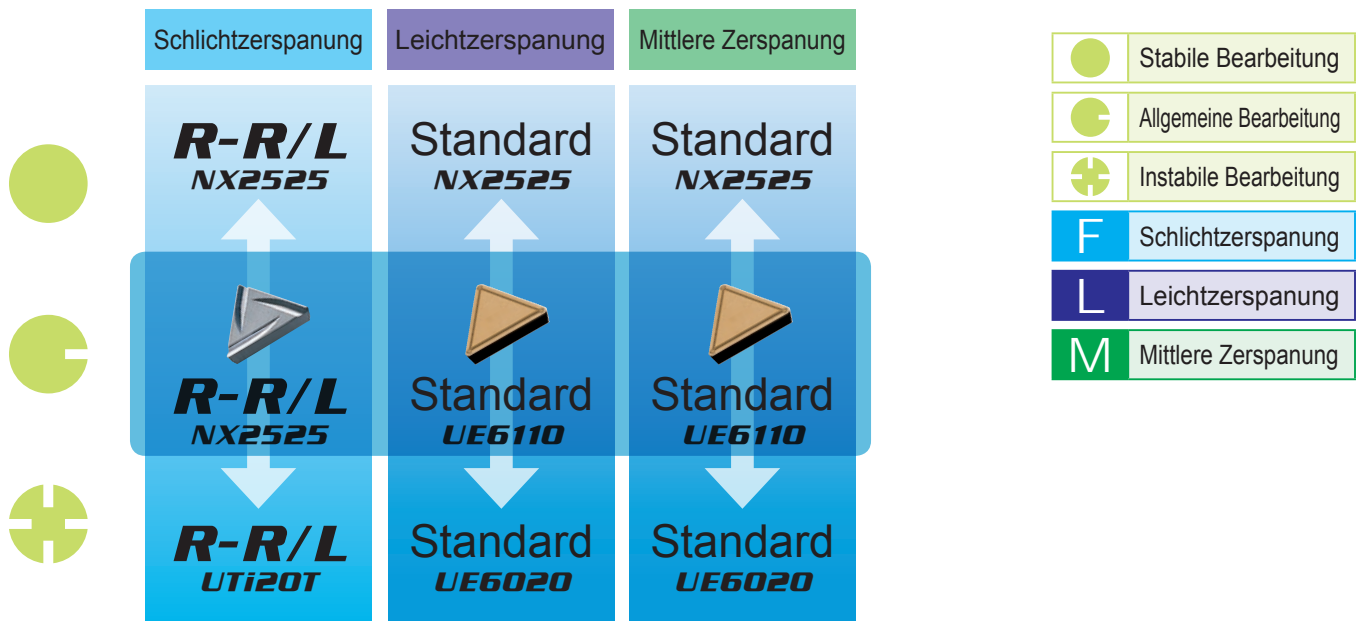 Schlichtzerspanung
Leichtzerspanung
Mittlere Zerspanung
R-R/L
NX2525
Standard
NX2525
Standard
NX2525
R-R/L
NX2525
Standard
UE6110
Standard
UE6110
R-R/L
UTi20T
Standard
UE6020
Standard
UE6020
Stabile Bearbeitung
Allgemeine Bearbeitung
Instabile Bearbeitung
F Schlichtzerspanung
L Leichtzerspanung
M Mittlere Zerspanung